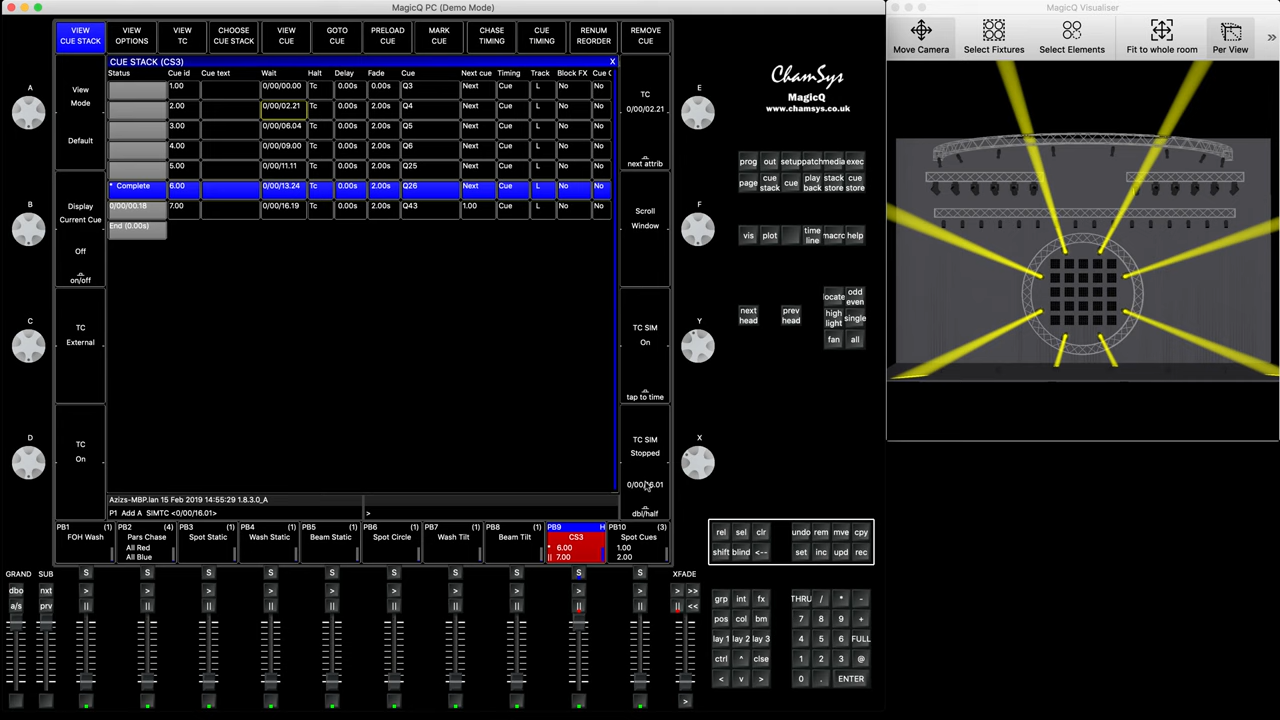 MagicQ PC (Demo Mode)
MagicQ Visualiser
VIEW CUE STACK
VIEW OPTIONS
VIEW TC
CHOOSE CUE STACK
VIEW CUE
GOTO CUE
PRELOAD CUE
MARK CUE
CHASE TIMING
CUE TIMING
RENUM REORDER
REMOVE CUE
Move Camera
Select Fixtures
Select Elements
Fit to whole room
Per View
»
CUE STACK (CS3) X
Status Cue id Cue text Wait Halt Delay Fade Cue Next cue Timing Track Block FX Cue
1.00 0/00/00.00 Tc 0.00s 2.00s Q3 Next Cue L No No
2.00 0/00/02.21 Tc 0.00s 2.00s Q4 Next Cue L No No
3.00 0/00/06.04 Tc 0.00s 2.00s Q5 Next Cue L No No
4.00 0/00/09.00 Tc 0.00s 2.00s Q6 Next Cue L No No
5.00 0/00/11.11 Tc 0.00s 2.00s Q25 Next Cue L No No
* Complete 6.00 0/00/13.24 Tc 0.00s 2.00s Q26 Next Cue L No No
0/00/00.18 7.00 0/00/16.19 Tc 0.00s 2.00s Q43 1.00 Cue L No No
End (0.00s)
A
View
Mode
Default
B
Display
Current Cue
Off
on/off
C
TC
External
D
TC
On
E
TC
0/00/02.21
next attrib
F
Scroll
Window
Y
TC SIM
On
tap to time
X
TC SIM
Stopped
dbl/half
ChamSys
MagicQ
www.chamsys.co.uk
prog out setup patch media exec
page cue stack cue play back stack store cue store
vis plot time line macro help
next head prev head locate odd even
high light single
fan all
Azizs-MBP.lan 15 Feb 2019 14:55:29 1.8.3.0_A
P1 Add A SIMTC <0/00/16.01> >
PB1 (1) PB2 (4) PB3 (1) PB4 (1) PB5 (1) PB6 (1) PB7 (1) PB8 (1) PB9 H PB10 (3)
FOH Wash Pars Chase Spot Static Wash Static Beam Static Spot Circle Wash Tilt Beam Tilt CS3 Spot Cues
All Red * 6.00 1.00
All Blue || 7.00 2.00
GRAND SUB S S S S S S S S S S XFADE
dbo nxt > > > > > > > > > > > >>
a/s prv || || || || || || || || || || || <<
>
rel sel clr undo rem mve cpy
shift blind <-- set inc upd rec
grp int fx THRU / * -
pos col bm 7 8 9 +
lay 1 lay 2 lay 3 4 5 6 FULL
ctrl ^ clse 1 2 3 @
< v > 0 . ENTER